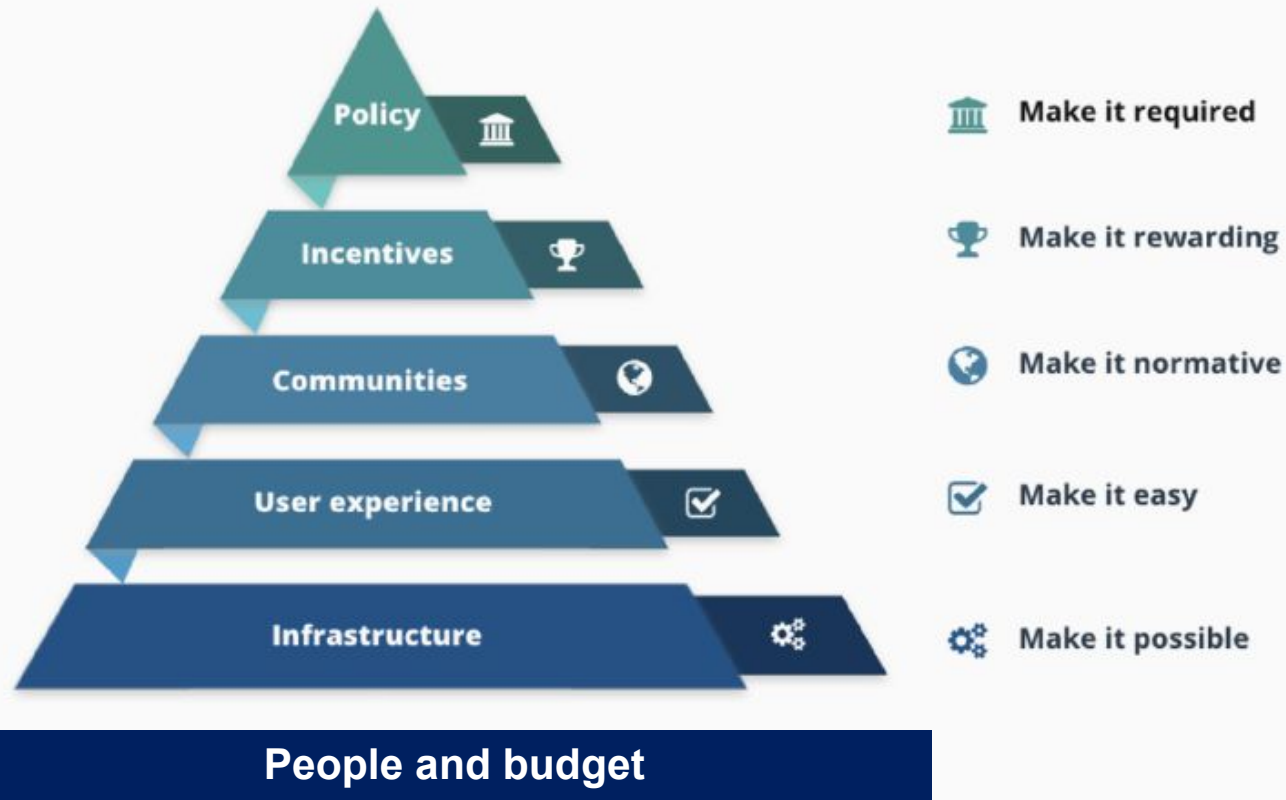 Policy
Make it required
Incentives
Make it rewarding
Communities
Make it normative
User experience
Make it easy
Infrastructure
Make it possible
People and budget